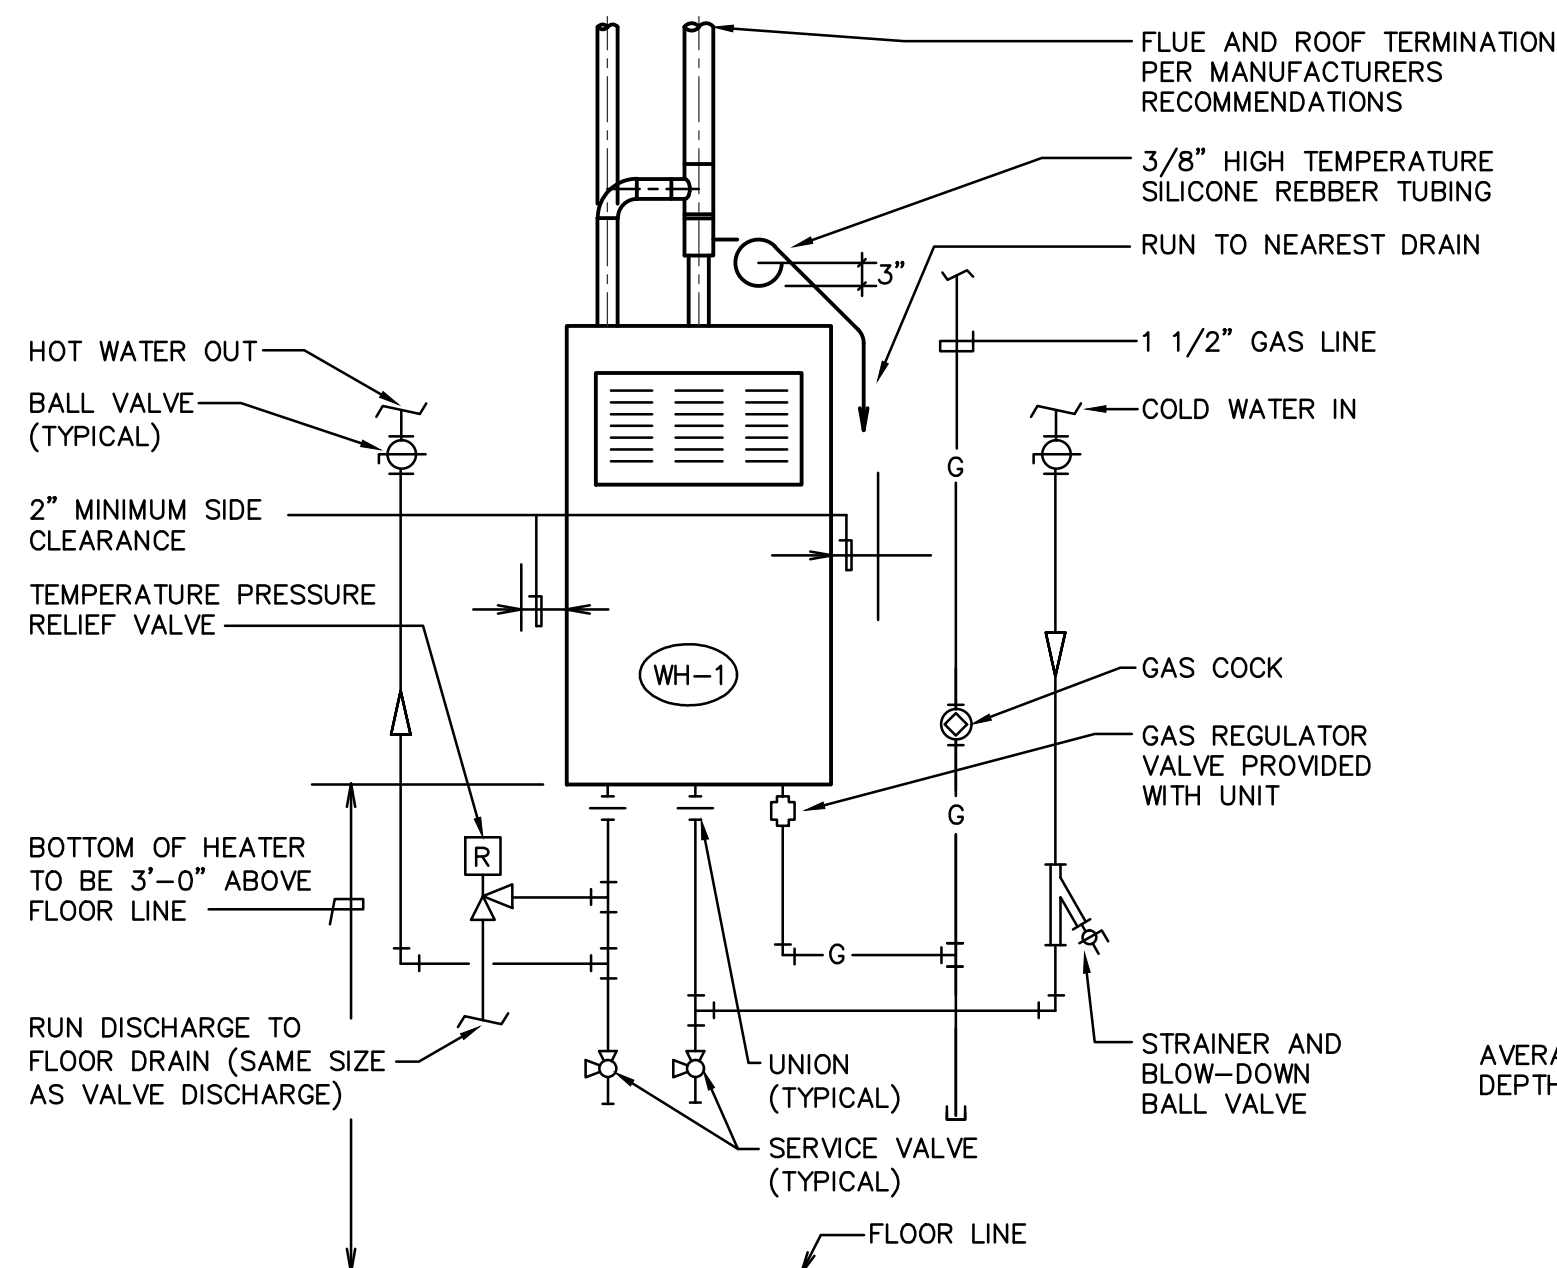 FLUE AND ROOF TERMINATION
PER MANUFACTURERS
RECOMMENDATIONS
3/8" HIGH TEMPERATURE
SILICONE REBBER TUBING
RUN TO NEAREST DRAIN
3"
1 1/2" GAS LINE
HOT WATER OUT
BALL VALVE
(TYPICAL)
COLD WATER IN
G
2" MINIMUM SIDE
CLEARANCE
TEMPERATURE PRESSURE
RELIEF VALVE
WH-1
GAS COCK
GAS REGULATOR
VALVE PROVIDED
WITH UNIT
G
R
BOTTOM OF HEATER
TO BE 3'-0" ABOVE
FLOOR LINE
G
RUN DISCHARGE TO
FLOOR DRAIN (SAME SIZE
AS VALVE DISCHARGE)
UNION
(TYPICAL)
STRAINER AND
BLOW-DOWN
BALL VALVE
SERVICE VALVE
(TYPICAL)
FLOOR LINE